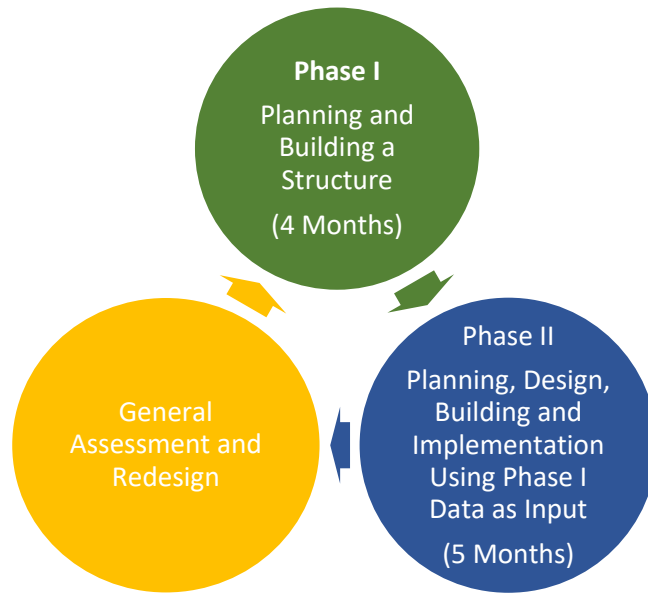 Phase I
Planning and
Building a
Structure
(4 Months)
Phase II
Planning, Design,
Building and
Implementation
Using Phase I
Data as Input
(5 Months)
General
Assessment and
Redesign